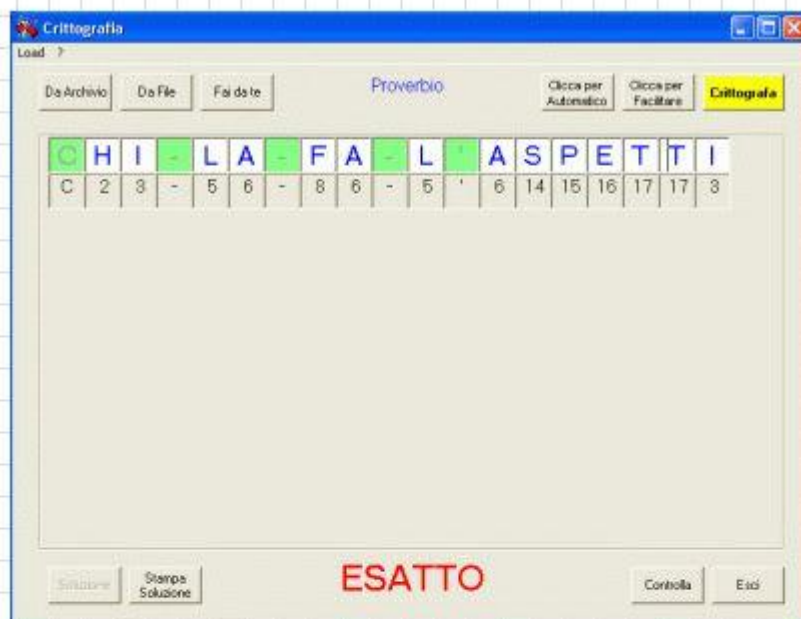 Crittografia
Load ?
Da Archivio Da File Fai da te Proverbio Clicca per Automatico Clicca per Facilitare Crittografa
C H I - L A - F A - L ' A S P E T T I
C 2 3 - 5 6 - 8 6 - 5 ' 6 14 15 16 17 17 3
Soluzione Stampa Soluzione ESATTO Controlla Esci